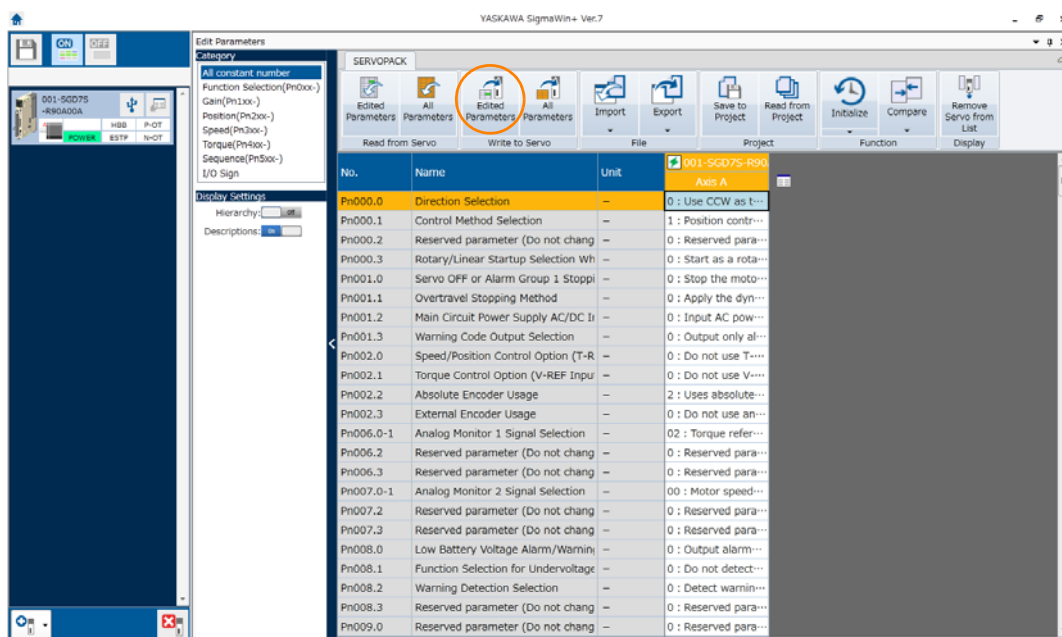 YASKAWA SigmaWin+ Ver.7
ON OFF
001-SGD7S
-R90A00A
HBB P-OT
POWER ESTP N-OT
Edit Parameters
Category
All constant number
Function Selection(Pn0xx-)
Gain(Pn1xx-)
Position(Pn2xx-)
Speed(Pn3xx-)
Torque(Pn4xx-)
Sequence(Pn5xx-)
I/O Sign
Display Settings
Hierarchy: Off
Descriptions: On
SERVOPACK
Edited Parameters
All Parameters
Read from Servo
Edited Parameters
All Parameters
Write to Servo
Import
Export
File
Save to Project
Read from Project
Project
Initialize
Compare
Function
Remove Servo from List
Display
No. Name Unit 001-SGD7S-R90
Axis A
Pn000.0 Direction Selection – 0 : Use CCW as t…
Pn000.1 Control Method Selection – 1 : Position contr…
Pn000.2 Reserved parameter (Do not chang – 0 : Reserved para…
Pn000.3 Rotary/Linear Startup Selection Wh – 0 : Start as a rota…
Pn001.0 Servo OFF or Alarm Group 1 Stoppi – 0 : Stop the moto…
Pn001.1 Overtravel Stopping Method – 0 : Apply the dyn…
Pn001.2 Main Circuit Power Supply AC/DC In – 0 : Input AC pow…
Pn001.3 Warning Code Output Selection – 0 : Output only al…
Pn002.0 Speed/Position Control Option (T-R – 0 : Do not use T-…
Pn002.1 Torque Control Option (V-REF Input – 0 : Do not use V-…
Pn002.2 Absolute Encoder Usage – 2 : Uses absolute…
Pn002.3 External Encoder Usage – 0 : Do not use an…
Pn006.0-1 Analog Monitor 1 Signal Selection – 02 : Torque refer…
Pn006.2 Reserved parameter (Do not chang – 0 : Reserved para…
Pn006.3 Reserved parameter (Do not chang – 0 : Reserved para…
Pn007.0-1 Analog Monitor 2 Signal Selection – 00 : Motor speed…
Pn007.2 Reserved parameter (Do not chang – 0 : Reserved para…
Pn007.3 Reserved parameter (Do not chang – 0 : Reserved para…
Pn008.0 Low Battery Voltage Alarm/Warning – 0 : Output alarm…
Pn008.1 Function Selection for Undervoltage – 0 : Do not detect…
Pn008.2 Warning Detection Selection – 0 : Detect warnin…
Pn008.3 Reserved parameter (Do not chang – 0 : Reserved para…
Pn009.0 Reserved parameter (Do not chang – 0 : Reserved para…